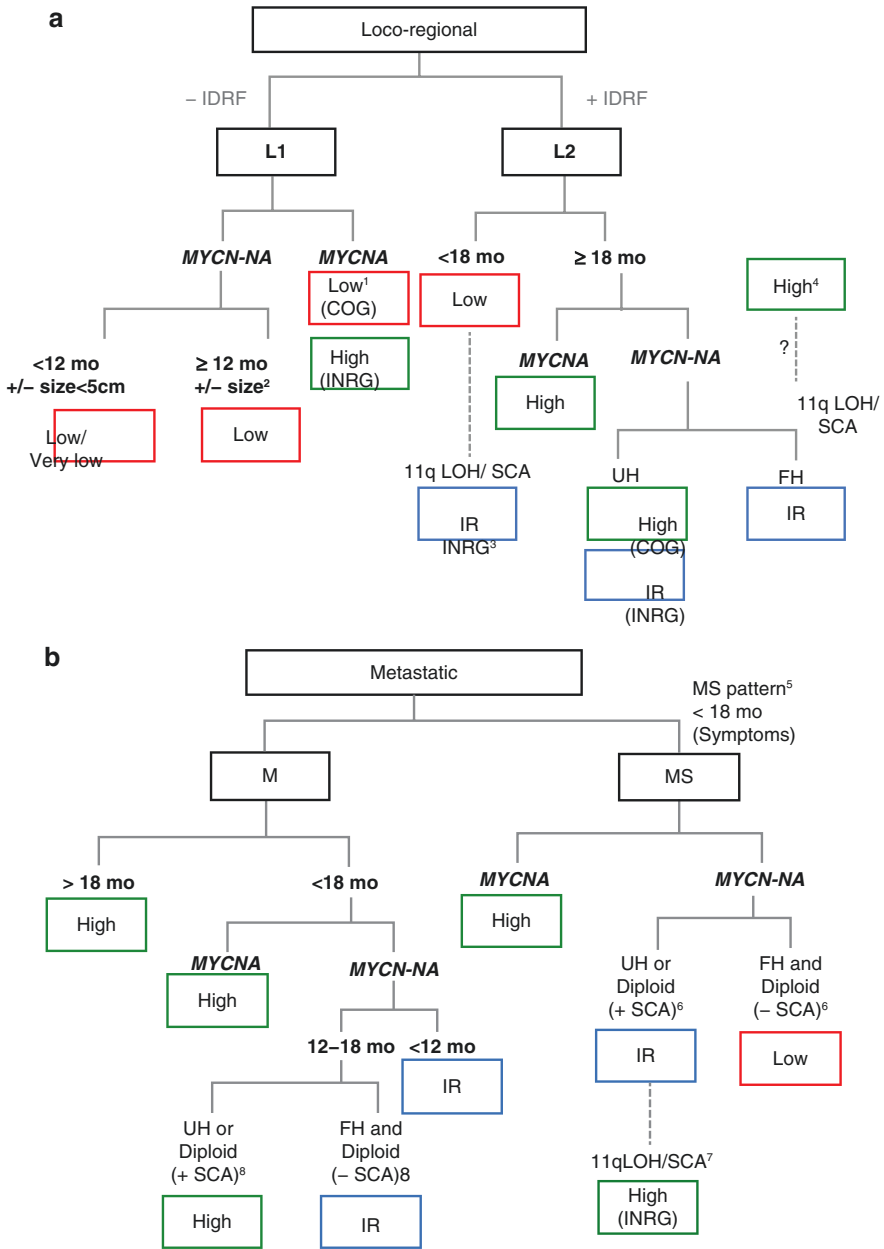 a
Loco-regional
– IDRF
+ IDRF
L1
L2
MYCN-NA
MYCNA
<18 mo
≥ 18 mo
Low¹
(COG)
Low
High⁴
High
(INRG)
?
<12 mo
+/– size<5cm
≥ 12 mo
+/– size²
MYCNA
MYCN-NA
High
11q LOH/
SCA
Low/
Very low
Low
11q LOH/ SCA
UH
FH
IR
INRG³
High
(COG)
IR
IR
(INRG)
b
Metastatic
MS pattern⁵
< 18 mo
(Symptoms)
M
MS
> 18 mo
<18 mo
MYCNA
MYCN-NA
High
High
MYCNA
MYCN-NA
High
UH or
Diploid
(+ SCA)⁶
FH and
Diploid
(– SCA)⁶
12–18 mo
<12 mo
IR
IR
Low
UH or
Diploid
(+ SCA)⁸
FH and
Diploid
(– SCA)8
11qLOH/SCA⁷
High
IR
High
(INRG)